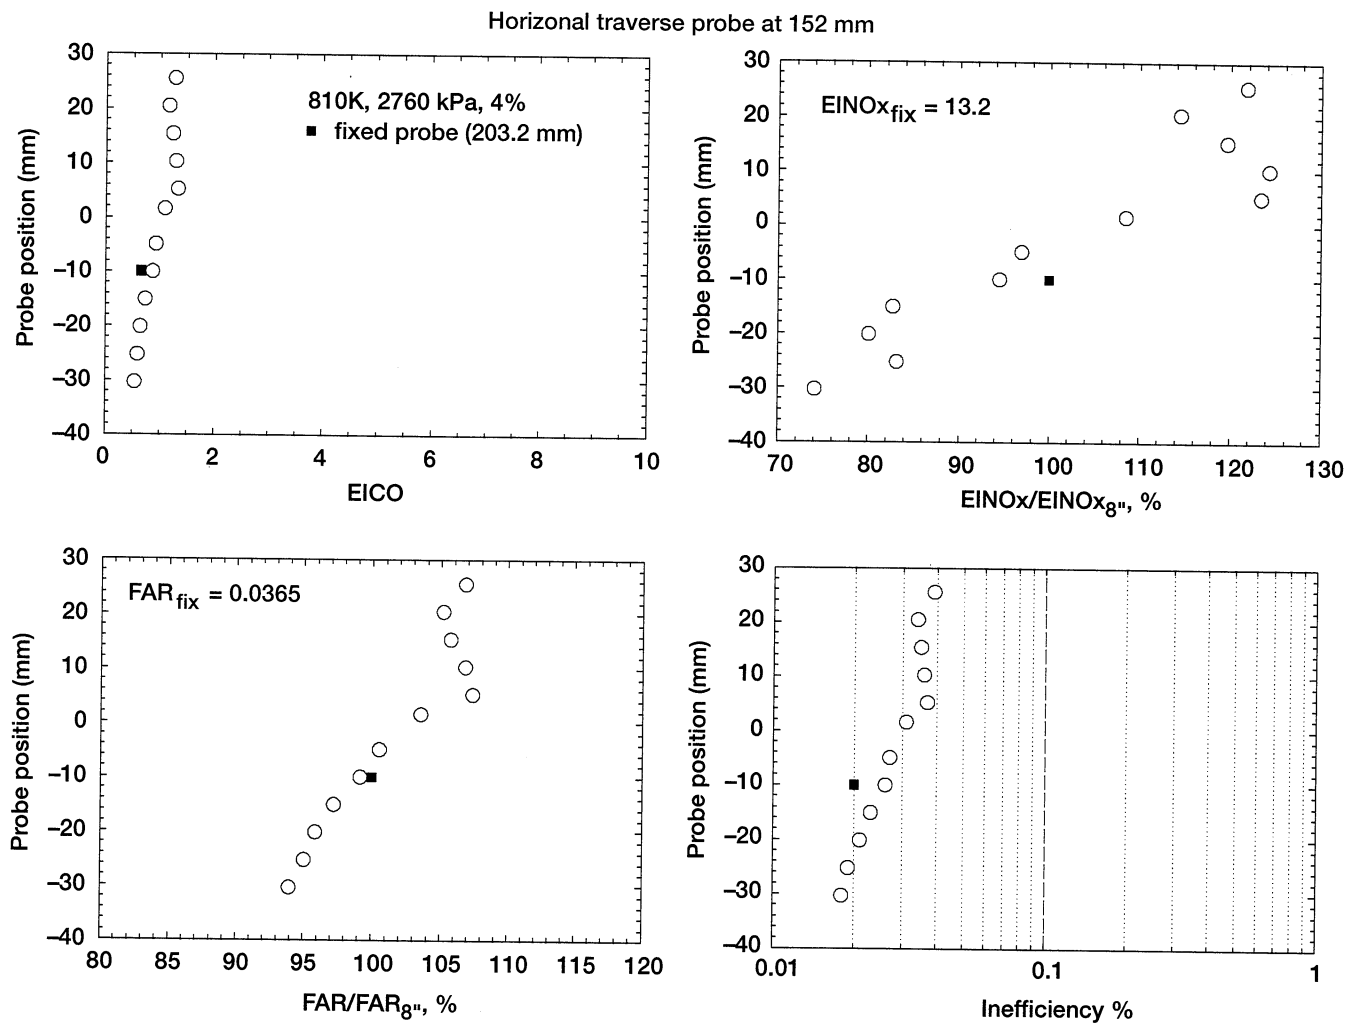 Horizonal traverse probe at 152 mm
30
20
10
0
–10
–20
–30
–40
Probe position (mm)
810K, 2760 kPa, 4%
■ fixed probe (203.2 mm)
0 2 4 6 8 10
EICO
30
20
10
0
–10
–20
–30
–40
Probe position (mm)
EINOxfix = 13.2
70 80 90 100 110 120 130
EINOx/EINOx8", %
30
20
10
0
–10
–20
–30
–40
Probe position (mm)
FARfix = 0.0365
80 85 90 95 100 105 110 115 120
FAR/FAR8", %
30
20
10
0
–10
–20
–30
–40
Probe position (mm)
0.01 0.1 1
Inefficiency %